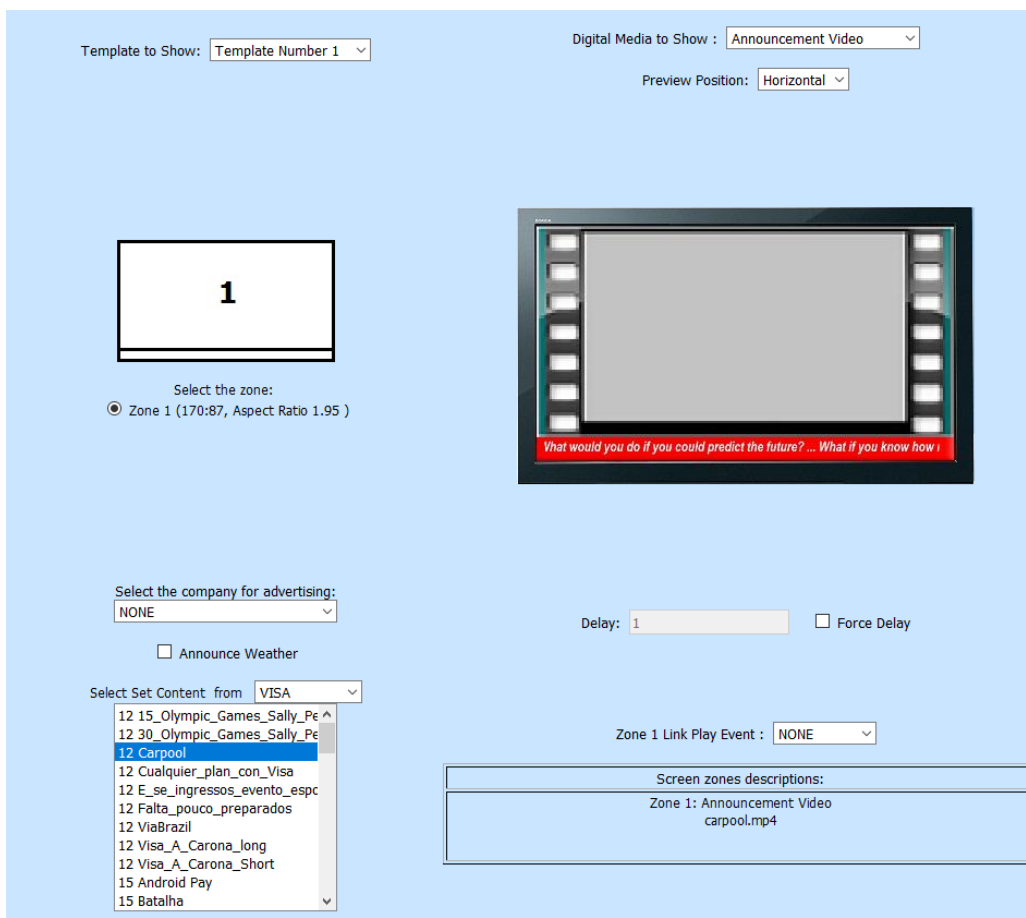 Template to Show: Template Number 1
Digital Media to Show : Announcement Video
Preview Position: Horizontal
1
Select the zone:
Zone 1 (170:87, Aspect Ratio 1.95 )
What would you do if you could predict the future? ... What if you know how
Select the company for advertising:
NONE
Announce Weather
Delay: 1
Force Delay
Select Set Content from VISA
12 15_Olympic_Games_Sally_Pe
12 30_Olympic_Games_Sally_Pe
12 Carpool
12 Cualquier_plan_con_Visa
12 E_se_ingressos_evento_espo
12 Falta_pouco_preparados
12 ViaBrazil
12 Visa_A_Carona_long
12 Visa_A_Carona_Short
15 Android Pay
15 Batalha
Zone 1 Link Play Event : NONE
Screen zones descriptions:
Zone 1: Announcement Video
carpool.mp4